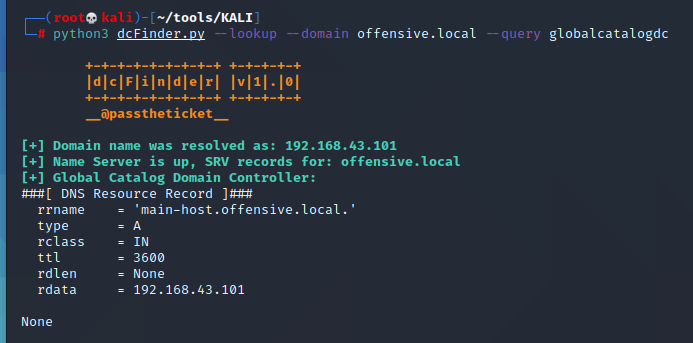 ┌──(root💀kali)-[~/tools/KALI]
└─# python3 dcFinder.py --lookup --domain offensive.local --query globalcatalogdc
+-+-+-+-+-+-+-+-+ +-+-+-+-+
|d|c|F|i|n|d|e|r| |v|1|.|0|
+-+-+-+-+-+-+-+-+ +-+-+-+-+
__@passtheticket__
[+] Domain name was resolved as: 192.168.43.101
[+] Name Server is up, SRV records for: offensive.local
[+] Global Catalog Domain Controller:
###[ DNS Resource Record ]###
rrname = 'main-host.offensive.local.'
type = A
rclass = IN
ttl = 3600
rdlen = None
rdata = 192.168.43.101
None